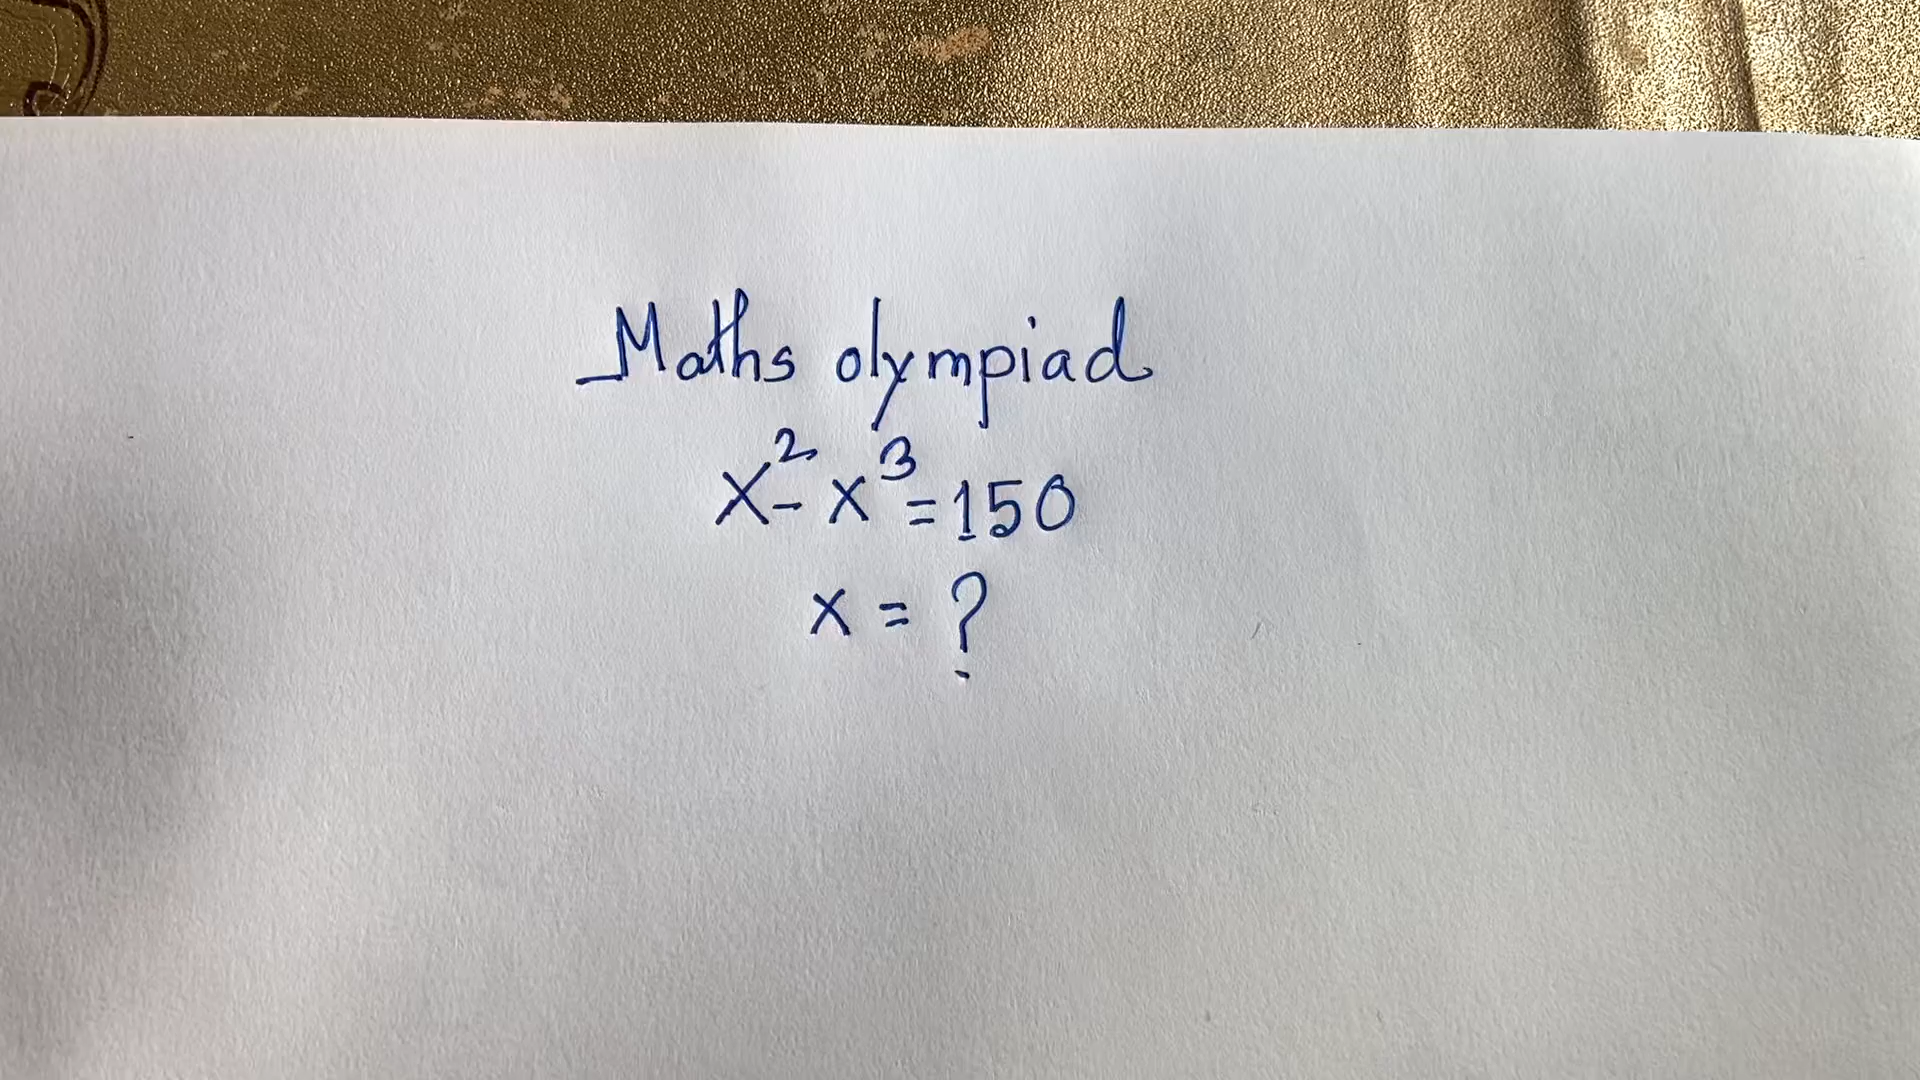 Maths olympiad
x² - x³ = 150
x = ?